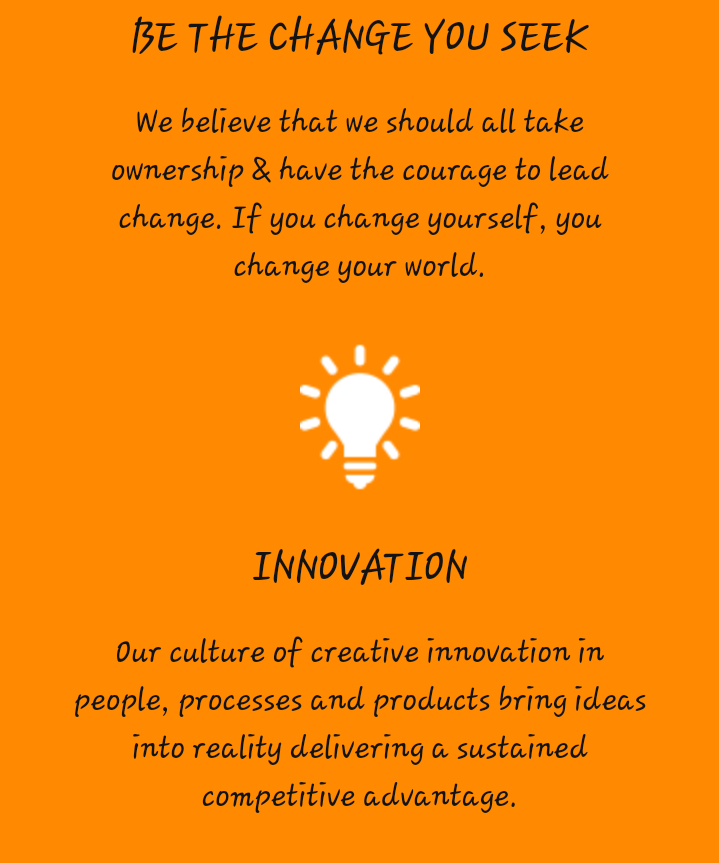 BE THE CHANGE YOU SEEK
We believe that we should all take
ownership & have the courage to lead
change. If you change yourself, you
change your world.
INNOVATION
Our culture of creative innovation in
people, processes and products bring ideas
into reality delivering a sustained
competitive advantage.